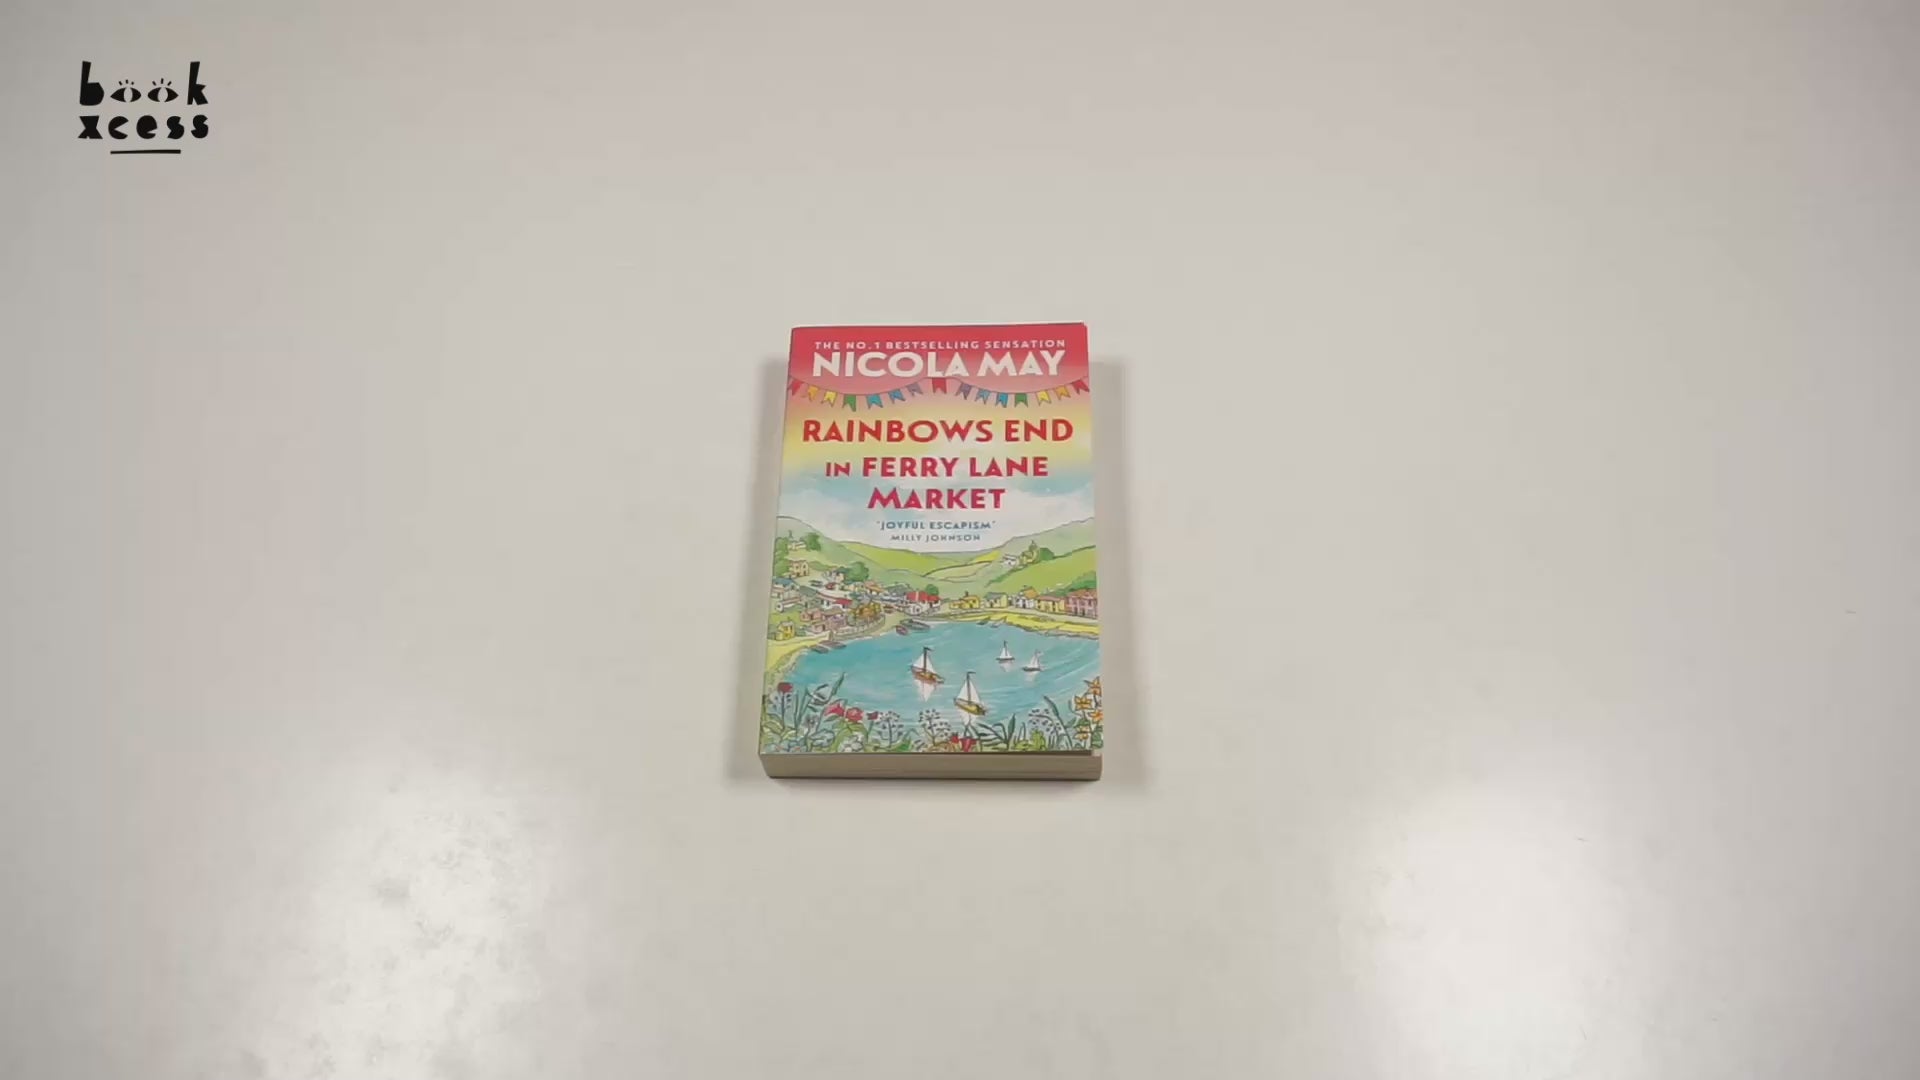 book
xcess
THE NO.1 BESTSELLING SENSATION
NICOLA MAY
RAINBOWS END
IN FERRY LANE
MARKET
'JOYFUL ESCAPISM'
MILLY JOHNSON